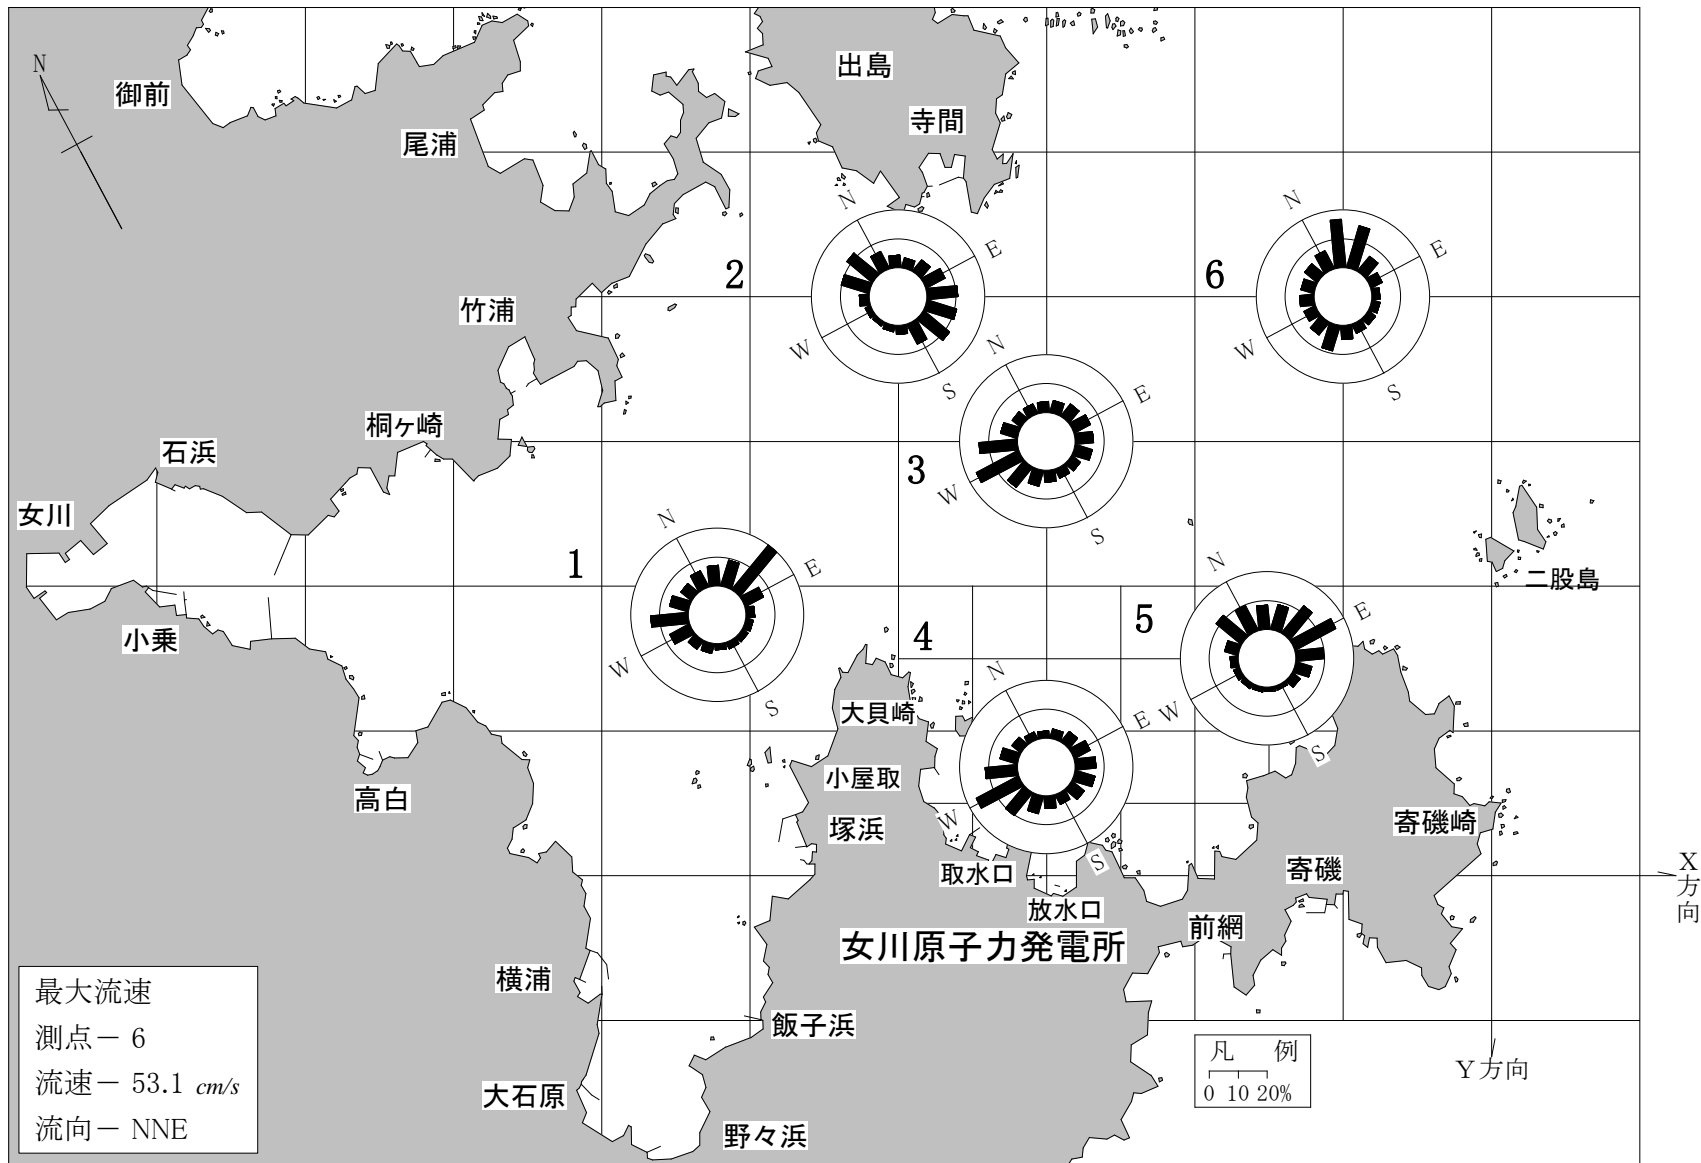 N
御前
尾浦
出島
寺間
N
E
W
S
2
N
E
W
S
6
竹浦
N
E
W
S
3
桐ヶ崎
石浜
女川
小乗
N
E
W
S
1
二股島
4
5
N
E
W
S
N
E
W
S
大貝崎
小屋取
塚浜
高白
取水口
放水口
女川原子力発電所
前網
寄磯
寄磯崎
X方向
Y方向
横浦
飯子浜
大石原
野々浜
最大流速
測点－ 6
流速－ 53.1 cm/s
流向－ NNE
凡 例
0 10 20%